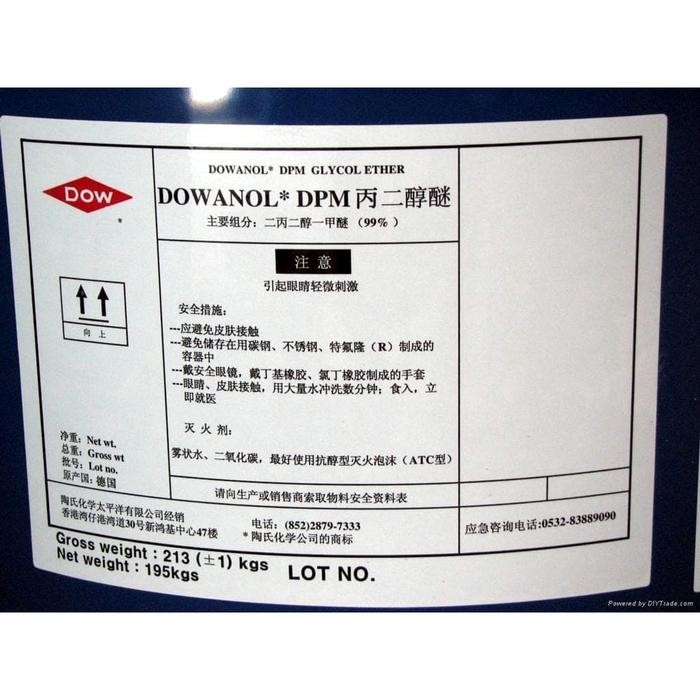 DOWANOL* DPM GLYCOL ETHER
DOWANOL* DPM 丙二醇醚
主要组分：二丙二醇一甲醚（99%）
DOW
*
注 意
引起眼睛轻微刺激
向 上
安全措施：
---应避免皮肤接触
---避免储存在用碳钢、不锈钢、特氟隆（R）制成的
容器中
---戴安全眼镜，戴丁基橡胶、氯丁橡胶制成的手套
---眼睛、皮肤接触，用大量水冲洗数分钟；食入，立
即就医
灭 火 剂：
雾状水、二氧化碳，最好使用抗醇型灭火泡沫（ATC型）
净重：Net wt.
总重：Gross wt
批号：Lot no.
原产国：德国
请向生产或销售商索取物料安全资料表
陶氏化学太平洋有限公司经销
香港湾仔港湾道30号新鸿基中心47楼
电话：(852)2879-7333
*陶氏化学公司的商标
应急咨询电话:0532-83889090
Gross weight：213 (±1) kgs
Net weight：195kgs
LOT NO.
Powered by DIYTrade.com